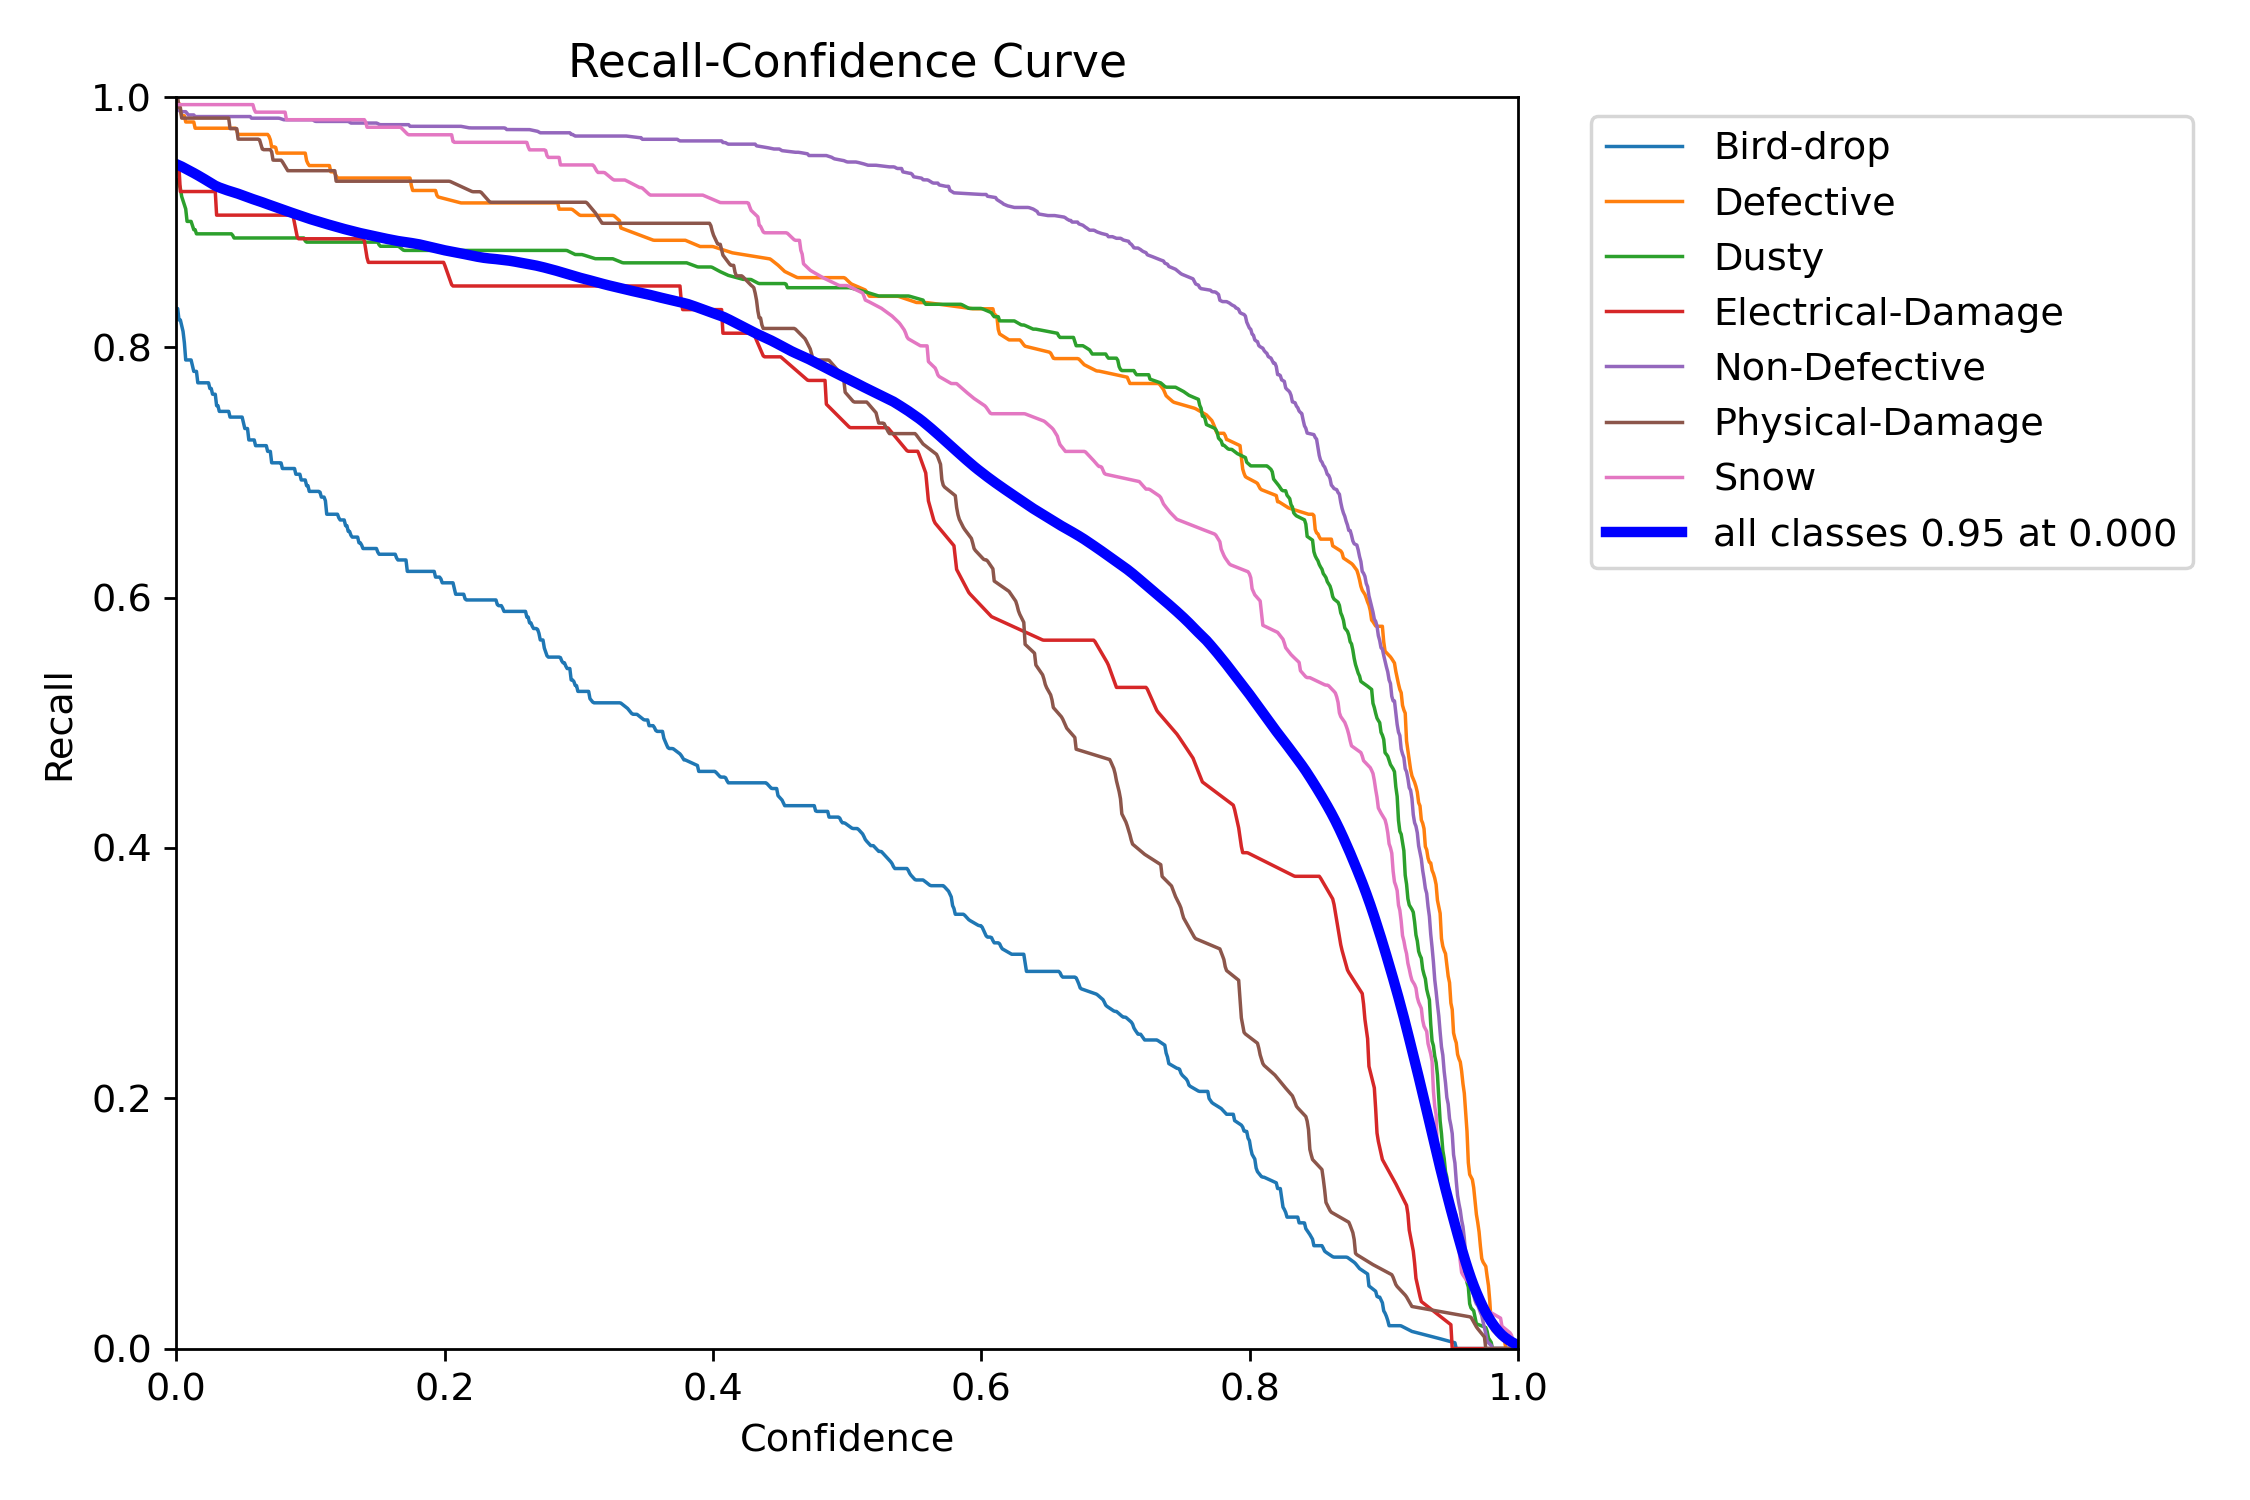 Recall-Confidence Curve
1.0
0.8
0.6
0.4
0.2
0.0
Recall
0.0 0.2 0.4 0.6 0.8 1.0
Confidence
Bird-drop
Defective
Dusty
Electrical-Damage
Non-Defective
Physical-Damage
Snow
all classes 0.95 at 0.000